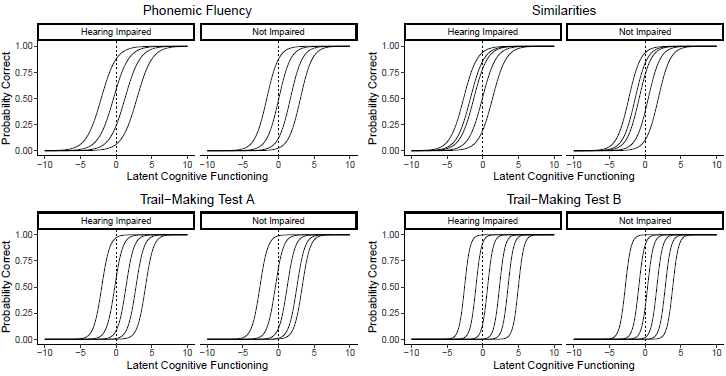 Phonemic Fluency
Hearing Impaired
Not Impaired
Probability Correct
1.00
0.75
0.50
0.25
0.00
−10 −5 0 5 10
−10 −5 0 5 10
Latent Cognitive Functioning
Similarities
Hearing Impaired
Not Impaired
Probability Correct
1.00
0.75
0.50
0.25
0.00
−10 −5 0 5 10
−10 −5 0 5 10
Latent Cognitive Functioning
Trail−Making Test A
Hearing Impaired
Not Impaired
Probability Correct
1.00
0.75
0.50
0.25
0.00
−10 −5 0 5 10
−10 −5 0 5 10
Latent Cognitive Functioning
Trail−Making Test B
Hearing Impaired
Not Impaired
Probability Correct
1.00
0.75
0.50
0.25
0.00
−10 −5 0 5 10
−10 −5 0 5 10
Latent Cognitive Functioning